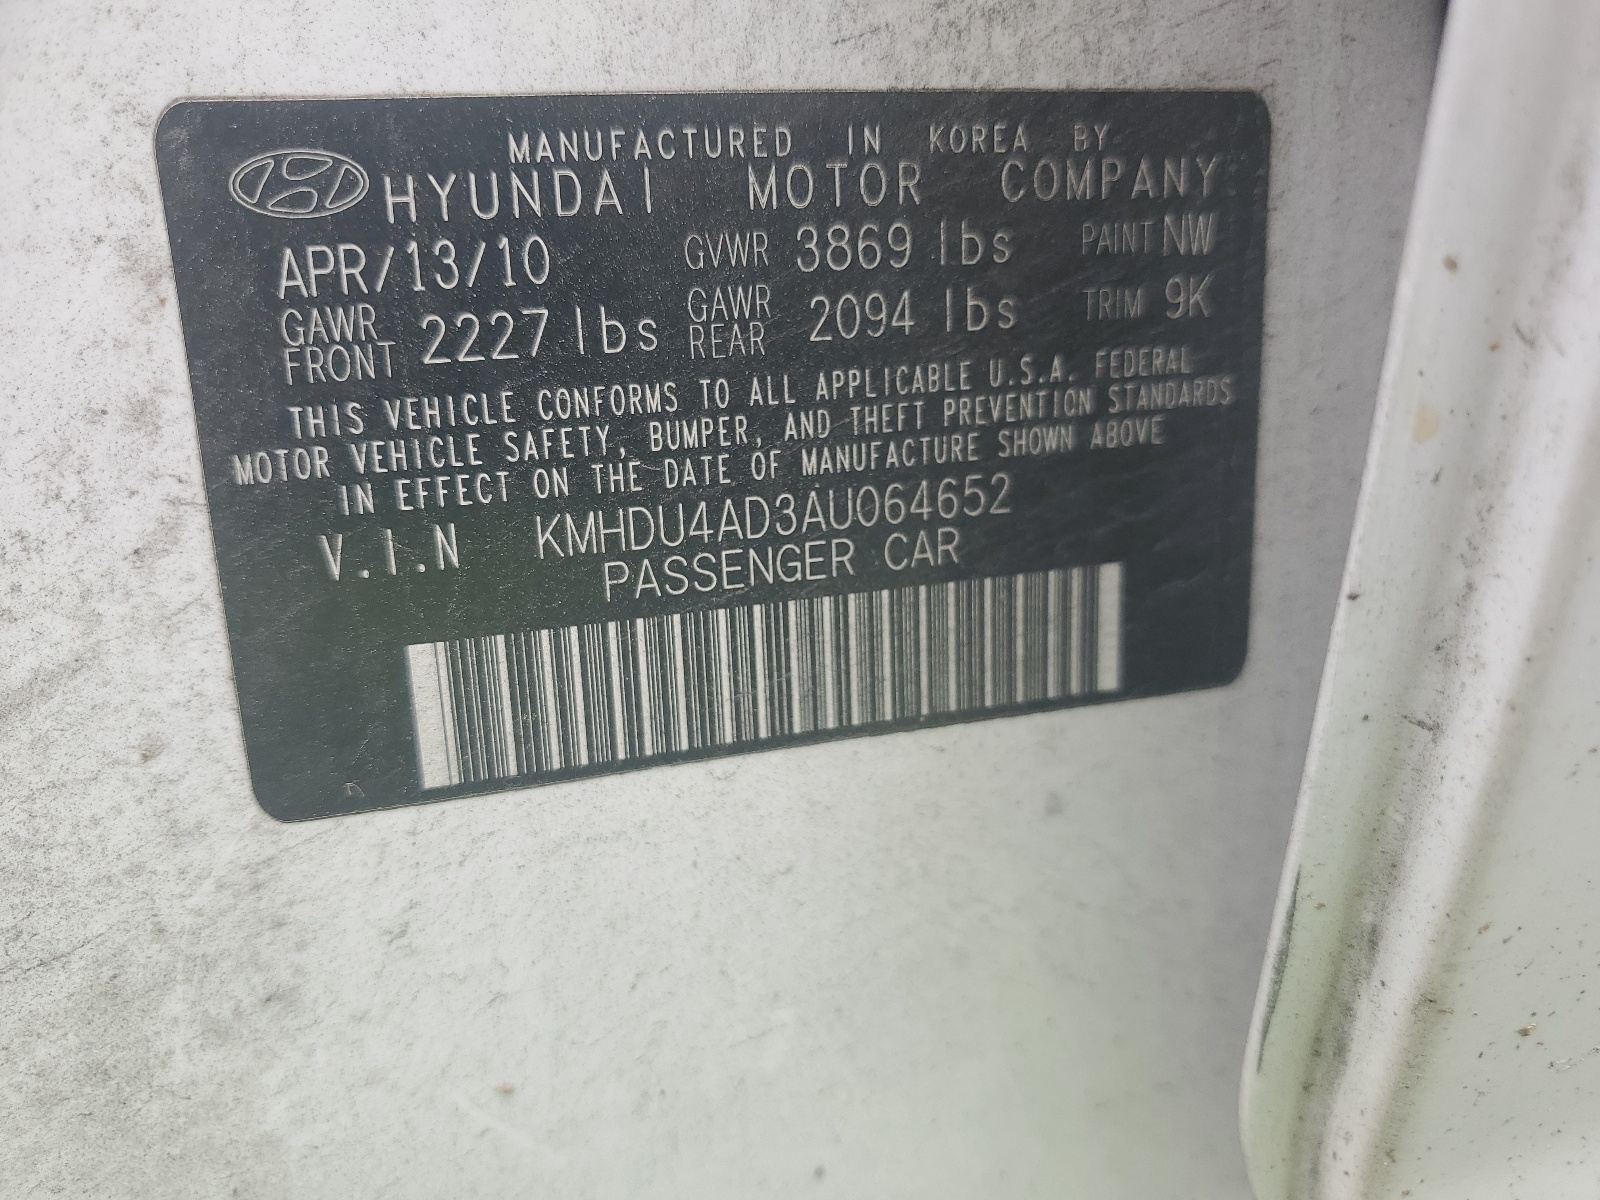 MANUFACTURED IN KOREA BY
HYUNDAI MOTOR COMPANY
APR/13/10 GVWR 3869 lbs PAINT NW
GAWR FRONT 2227 lbs GAWR REAR 2094 lbs TRIM 9K
THIS VEHICLE CONFORMS TO ALL APPLICABLE U.S.A. FEDERAL
MOTOR VEHICLE SAFETY, BUMPER, AND THEFT PREVENTION STANDARDS
IN EFFECT ON THE DATE OF MANUFACTURE SHOWN ABOVE
V.I.N KMHDU4AD3AU064652
PASSENGER CAR